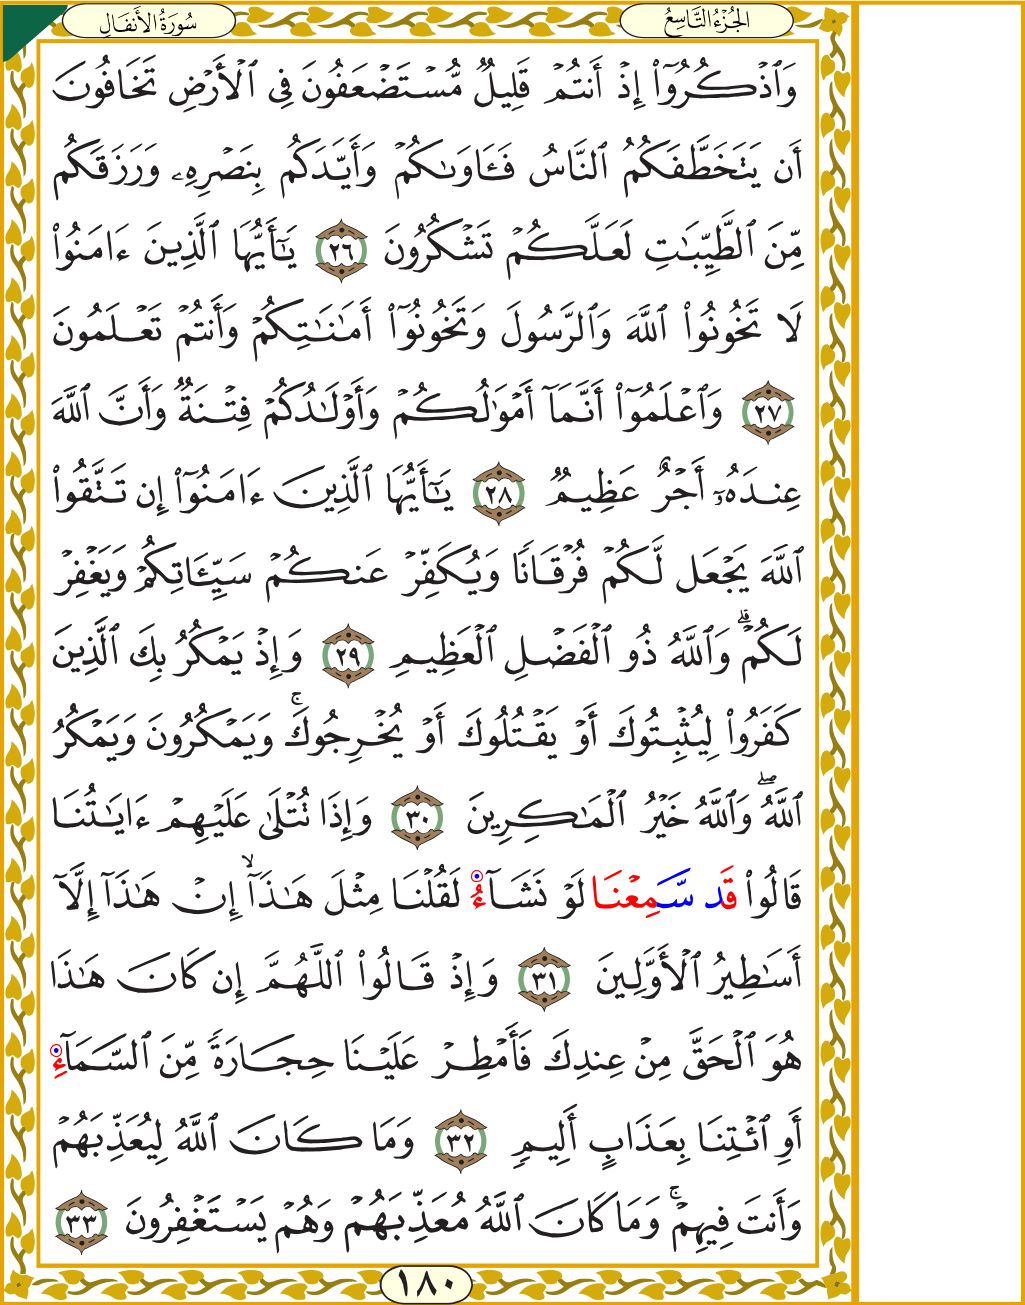 الجُزْءُ التَّاسِعُ
سُورَةُ الأَنفَالِ
وَٱذْكُرُوٓا۟ إِذْ أَنتُمْ قَلِيلٌ مُّسْتَضْعَفُونَ فِى ٱلْأَرْضِ تَخَافُونَ
أَن يَتَخَطَّفَكُمُ ٱلنَّاسُ فَـَٔاوَىٰكُمْ وَأَيَّدَكُم بِنَصْرِهِۦ وَرَزَقَكُم
مِّنَ ٱلطَّيِّبَـٰتِ لَعَلَّكُمْ تَشْكُرُونَ ٢٦ يَـٰٓأَيُّهَا ٱلَّذِينَ ءَامَنُوا۟
لَا تَخُونُوا۟ ٱللَّهَ وَٱلرَّسُولَ وَتَخُونُوٓا۟ أَمَـٰنَـٰتِكُمْ وَأَنتُمْ تَعْلَمُونَ
٢٧ وَٱعْلَمُوٓا۟ أَنَّمَآ أَمْوَٰلُكُمْ وَأَوْلَـٰدُكُمْ فِتْنَةٌ وَأَنَّ ٱللَّهَ
عِندَهُۥٓ أَجْرٌ عَظِيمٌ ٢٨ يَـٰٓأَيُّهَا ٱلَّذِينَ ءَامَنُوٓا۟ إِن تَتَّقُوا۟
ٱللَّهَ يَجْعَل لَّكُمْ فُرْقَانًا وَيُكَفِّرْ عَنكُمْ سَيِّـَٔاتِكُمْ وَيَغْفِرْ
لَكُمْ ۗ وَٱللَّهُ ذُو ٱلْفَضْلِ ٱلْعَظِيمِ ٢٩ وَإِذْ يَمْكُرُ بِكَ ٱلَّذِينَ
كَفَرُوا۟ لِيُثْبِتُوكَ أَوْ يَقْتُلُوكَ أَوْ يُخْرِجُوكَ ۚ وَيَمْكُرُونَ وَيَمْكُرُ
ٱللَّهُ ۖ وَٱللَّهُ خَيْرُ ٱلْمَـٰكِرِينَ ٣٠ وَإِذَا تُتْلَىٰ عَلَيْهِمْ ءَايَـٰتُنَا
قَالُوا۟ قَد سَّمِعْنَا لَوْ نَشَآءُ لَقُلْنَا مِثْلَ هَـٰذَآ ۙ إِنْ هَـٰذَآ إِلَّآ
أَسَـٰطِيرُ ٱلْأَوَّلِينَ ٣١ وَإِذْ قَالُوا۟ ٱللَّهُمَّ إِن كَانَ هَـٰذَا
هُوَ ٱلْحَقَّ مِنْ عِندِكَ فَأَمْطِرْ عَلَيْنَا حِجَارَةً مِّنَ ٱلسَّمَآءِ
أَوِ ٱئْتِنَا بِعَذَابٍ أَلِيمٍ ٣٢ وَمَا كَانَ ٱللَّهُ لِيُعَذِّبَهُمْ
وَأَنتَ فِيهِمْ ۚ وَمَا كَانَ ٱللَّهُ مُعَذِّبَهُمْ وَهُمْ يَسْتَغْفِرُونَ ٣٣
١٨٠